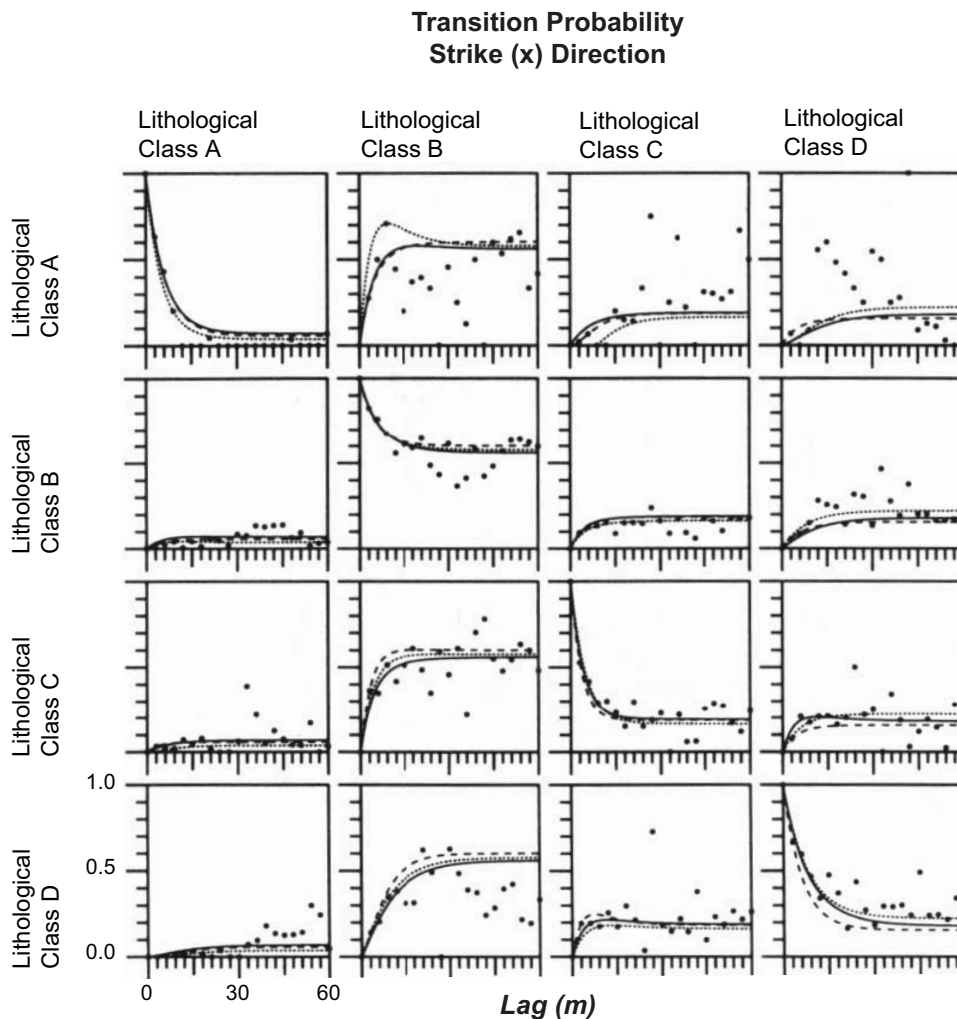 Transition Probability
Strike (x) Direction
Lithological
Class A
Lithological
Class B
Lithological
Class C
Lithological
Class D
Lithological
Class A
Lithological
Class B
Lithological
Class C
Lithological
Class D
1.0
0.5
0.0
0
30
60
Lag (m)